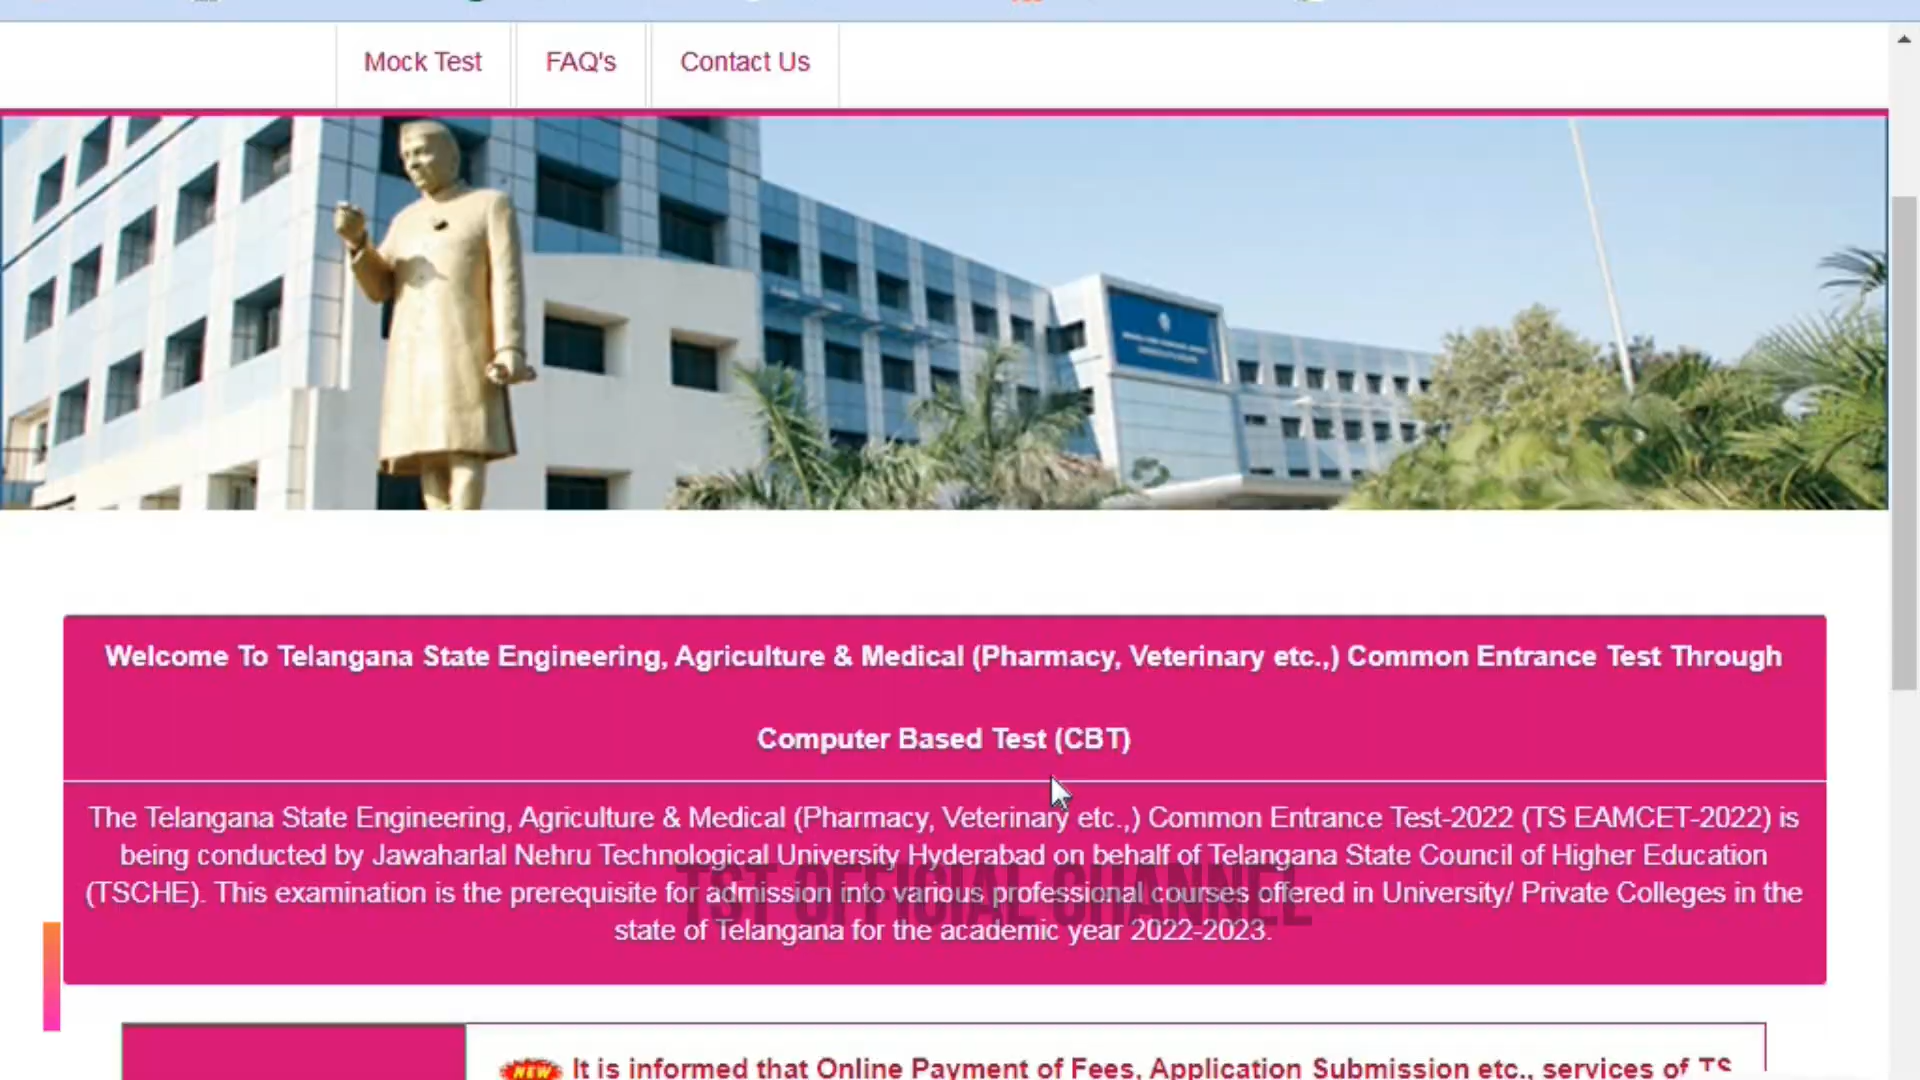 Mock Test
FAQ's
Contact Us
Welcome To Telangana State Engineering, Agriculture & Medical (Pharmacy, Veterinary etc.,) Common Entrance Test Through
Computer Based Test (CBT)
The Telangana State Engineering, Agriculture & Medical (Pharmacy, Veterinary etc.,) Common Entrance Test-2022 (TS EAMCET-2022) is
being conducted by Jawaharlal Nehru Technological University Hyderabad on behalf of Telangana State Council of Higher Education
(TSCHE). This examination is the prerequisite for admission into various professional courses offered in University/ Private Colleges in the
state of Telangana for the academic year 2022-2023.
TST OFFICIAL CHANNEL
NEW It is informed that Online Payment of Fees, Application Submission etc., services of TS